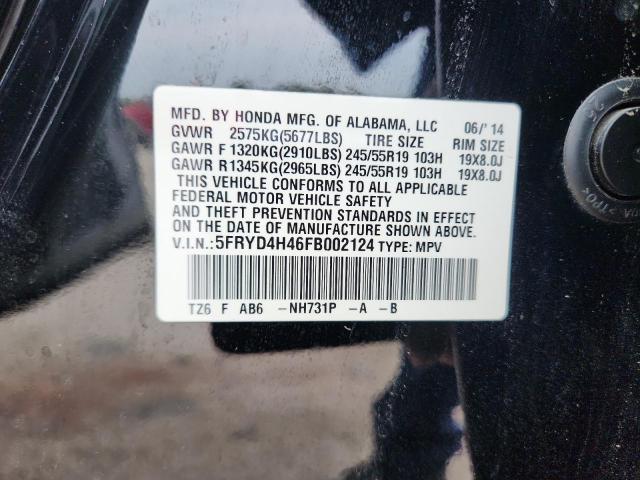 MFD. BY HONDA MFG. OF ALABAMA, LLC 06/'14
GVWR 2575KG(5677LBS) TIRE SIZE RIM SIZE
GAWR F 1320KG(2910LBS) 245/55R19 103H 19X8.0J
GAWR R 1345KG(2965LBS) 245/55R19 103H 19X8.0J
THIS VEHICLE CONFORMS TO ALL APPLICABLE
FEDERAL MOTOR VEHICLE SAFETY
AND THEFT PREVENTION STANDARDS IN EFFECT
ON THE DATE OF MANUFACTURE SHOWN ABOVE.
V.I.N.: 5FRYD4H46FB002124 TYPE: MPV
TZ6 F AB6 -NH731P -A -B